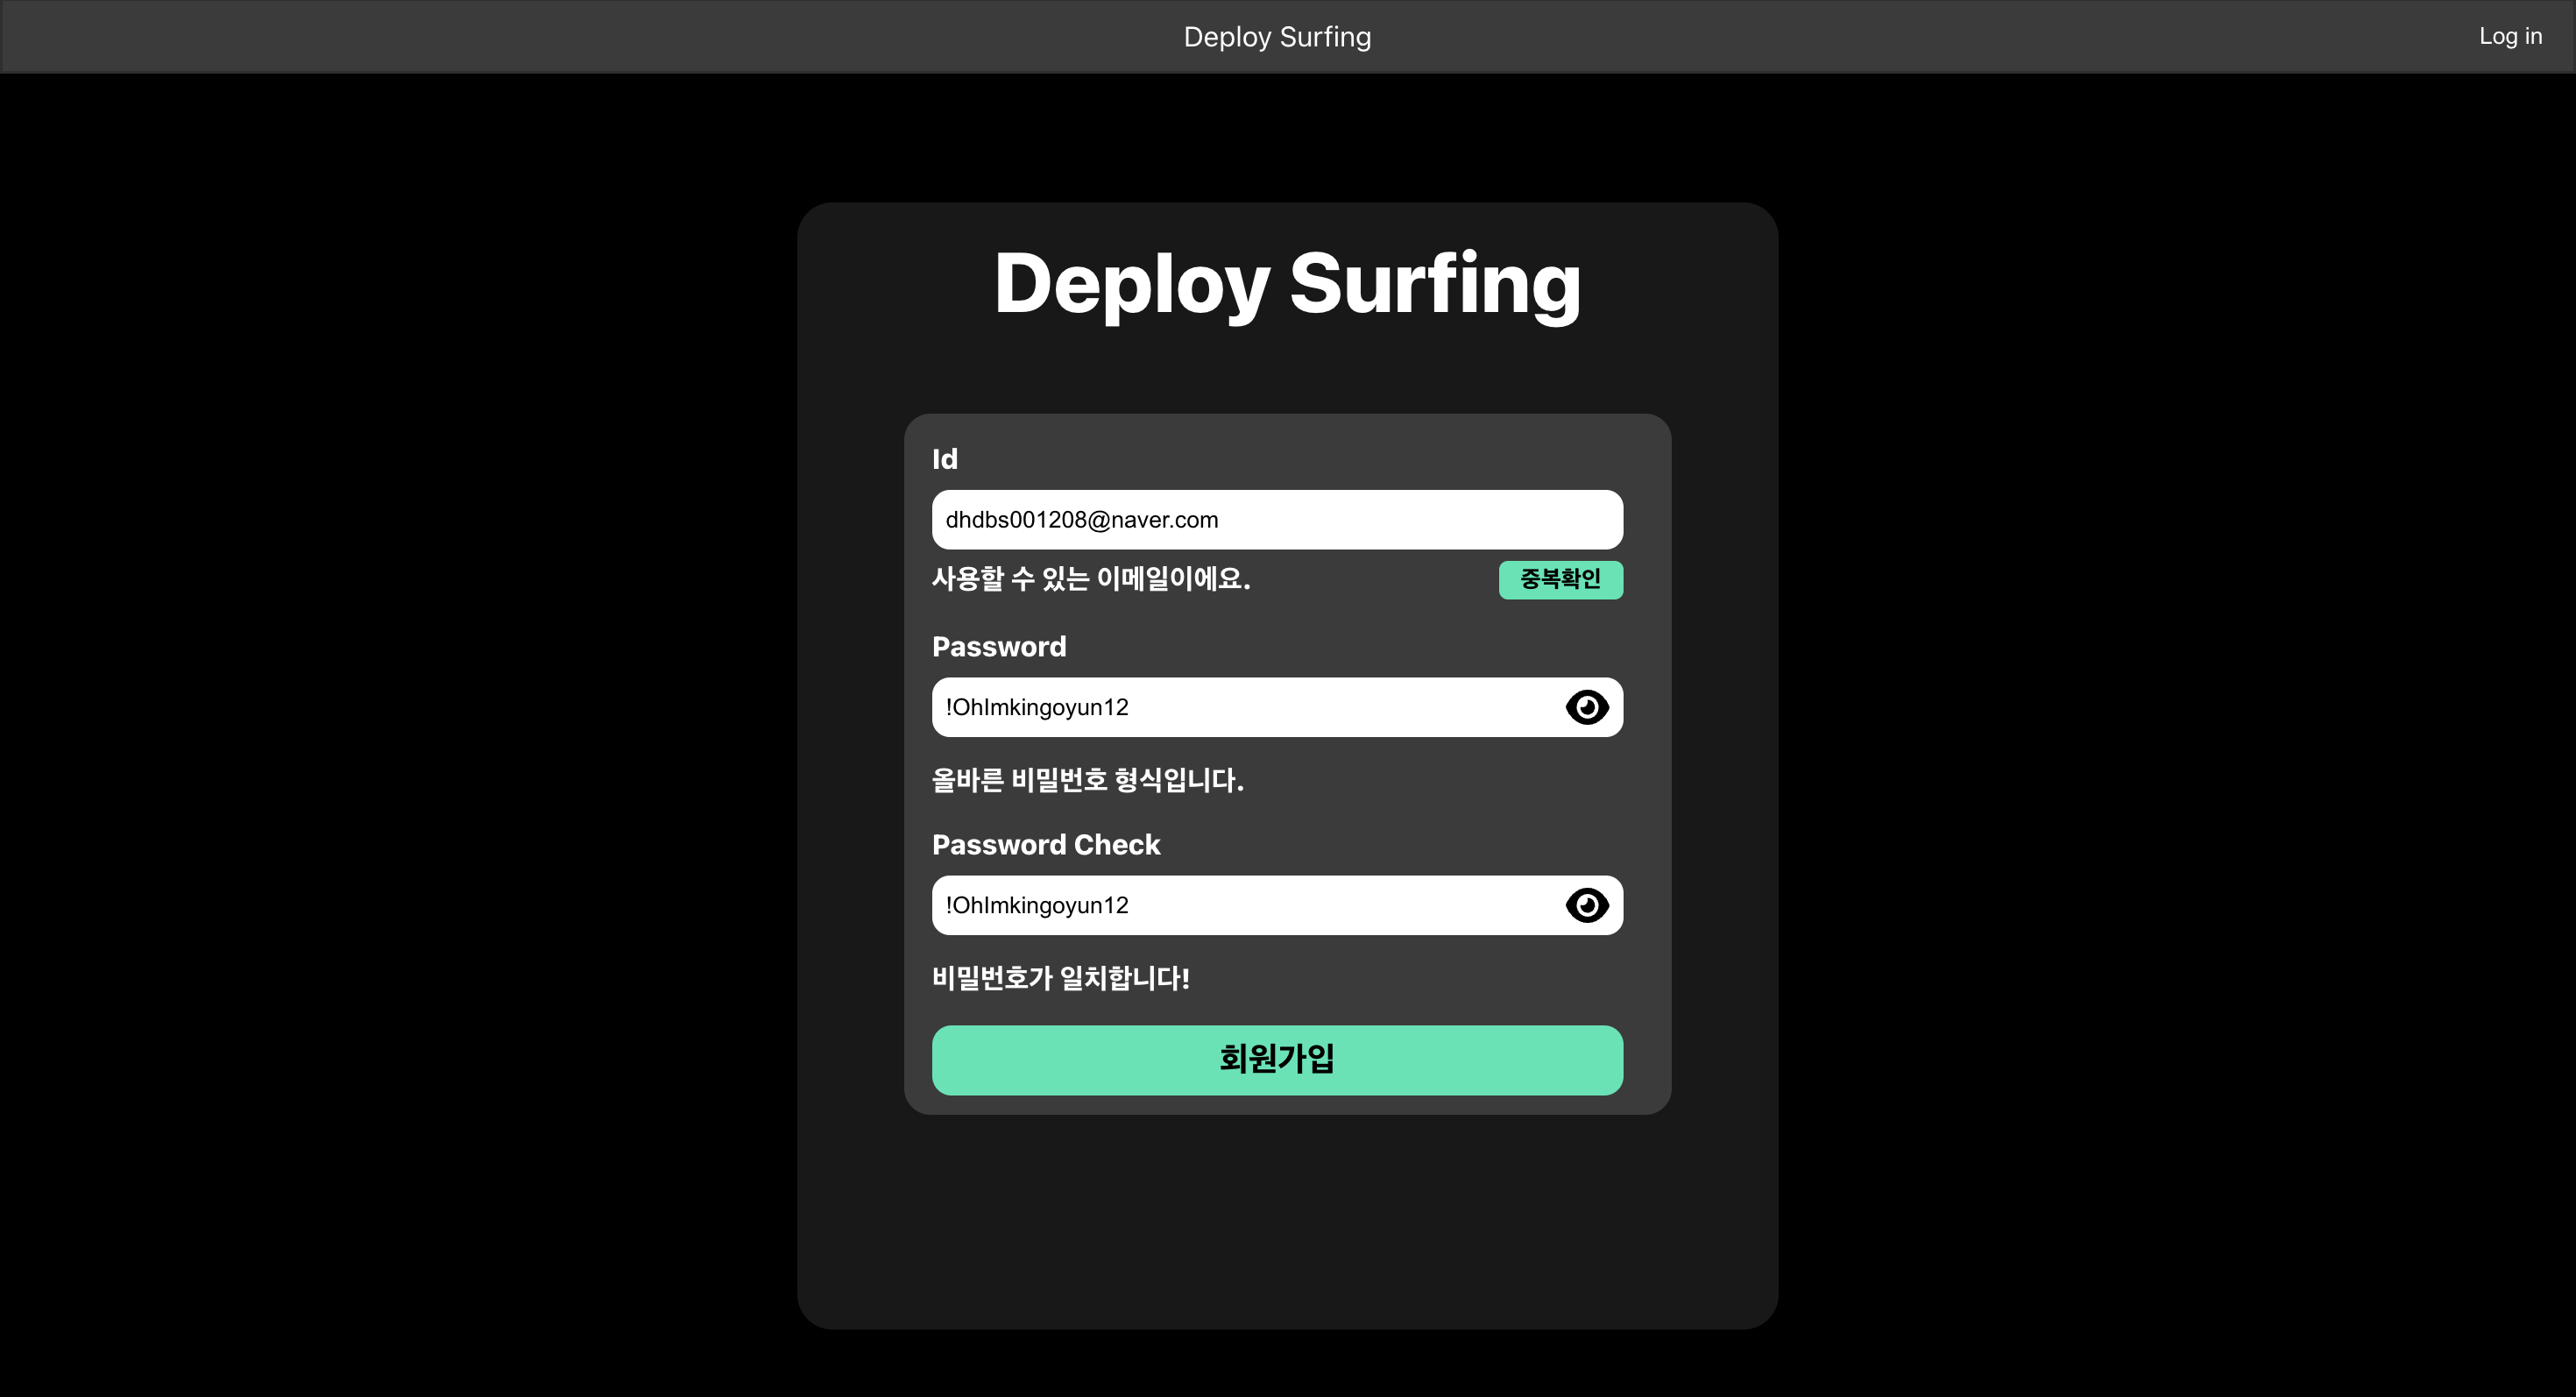 Deploy Surfing
Log in
Deploy Surfing
Id
dhdbs001208@naver.com
사용할 수 있는 이메일이에요.
중복확인
Password
!OhImkingoyun12
올바른 비밀번호 형식입니다.
Password Check
!OhImkingoyun12
비밀번호가 일치합니다!
회원가입